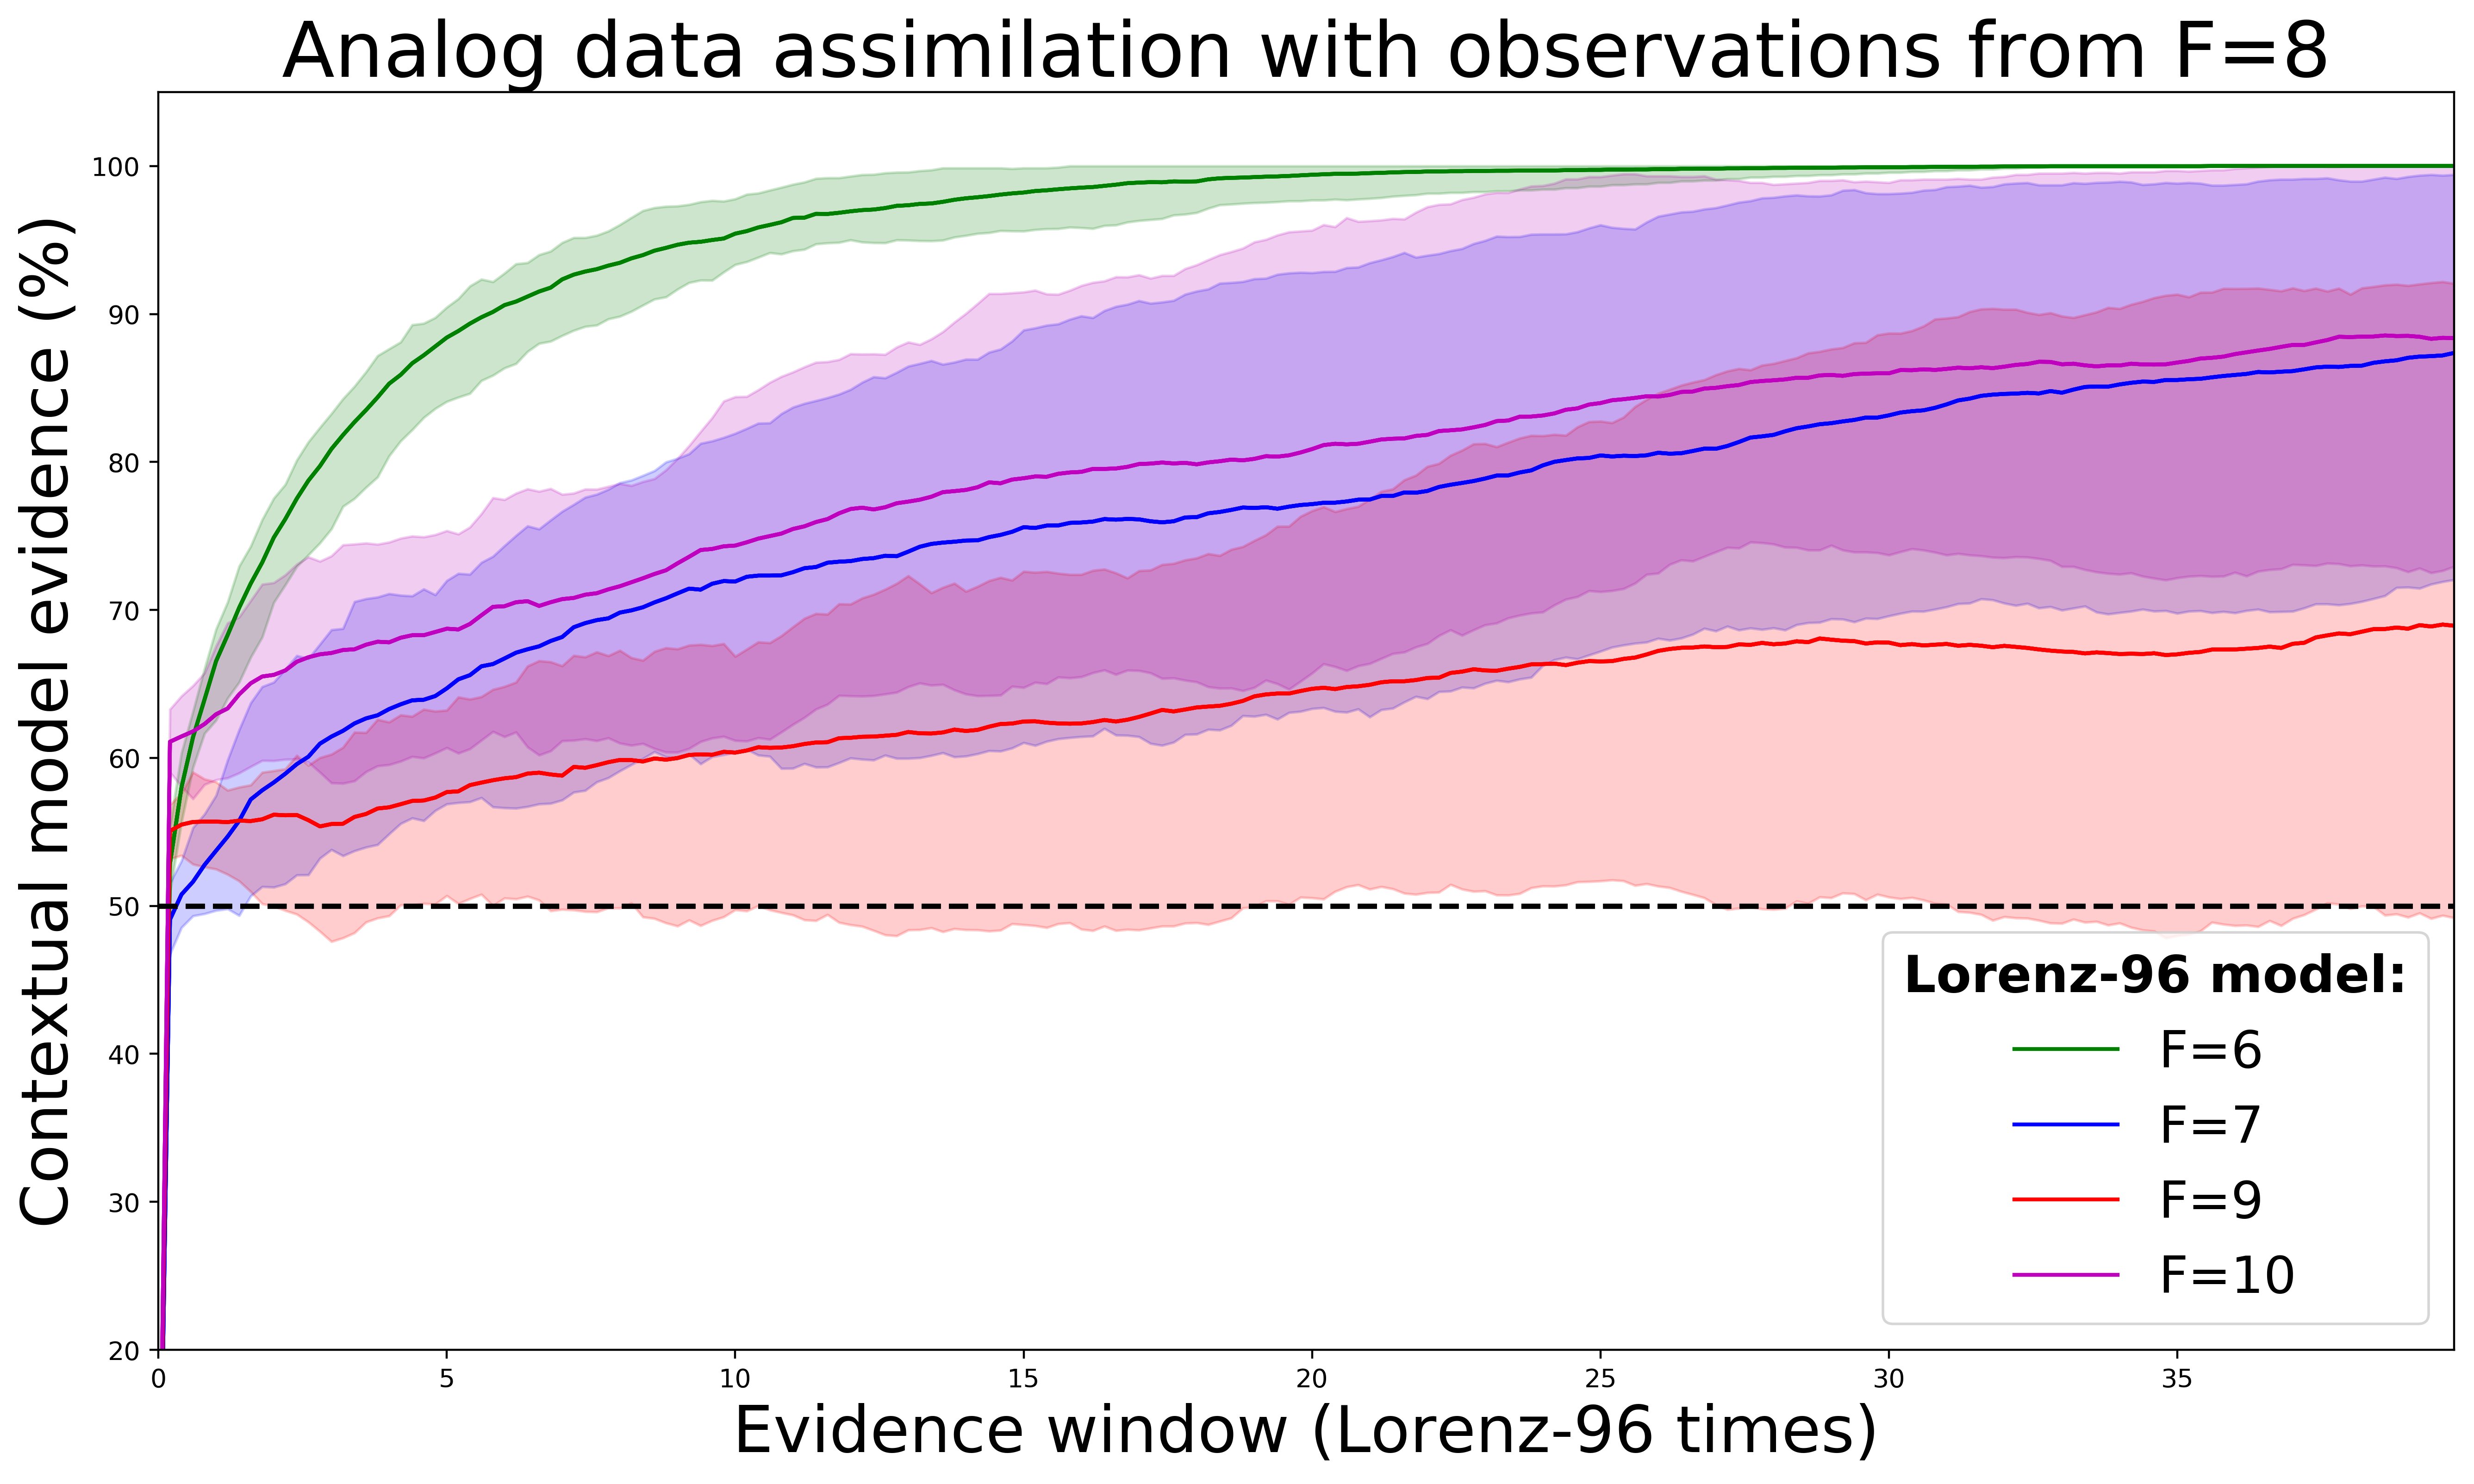 Analog data assimilation with observations from F=8
Contextual model evidence (%)
100
90
80
70
60
50
40
30
20
0 5 10 15 20 25 30 35
Evidence window (Lorenz-96 times)
Lorenz-96 model:
F=6
F=7
F=9
F=10